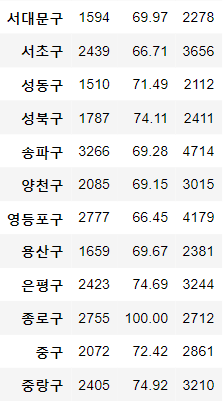 서대문구 1594 69.97 2278
서초구 2439 66.71 3656
성동구 1510 71.49 2112
성북구 1787 74.11 2411
송파구 3266 69.28 4714
양천구 2085 69.15 3015
영등포구 2777 66.45 4179
용산구 1659 69.67 2381
은평구 2423 74.69 3244
종로구 2755 100.00 2712
중구 2072 72.42 2861
중랑구 2405 74.92 3210